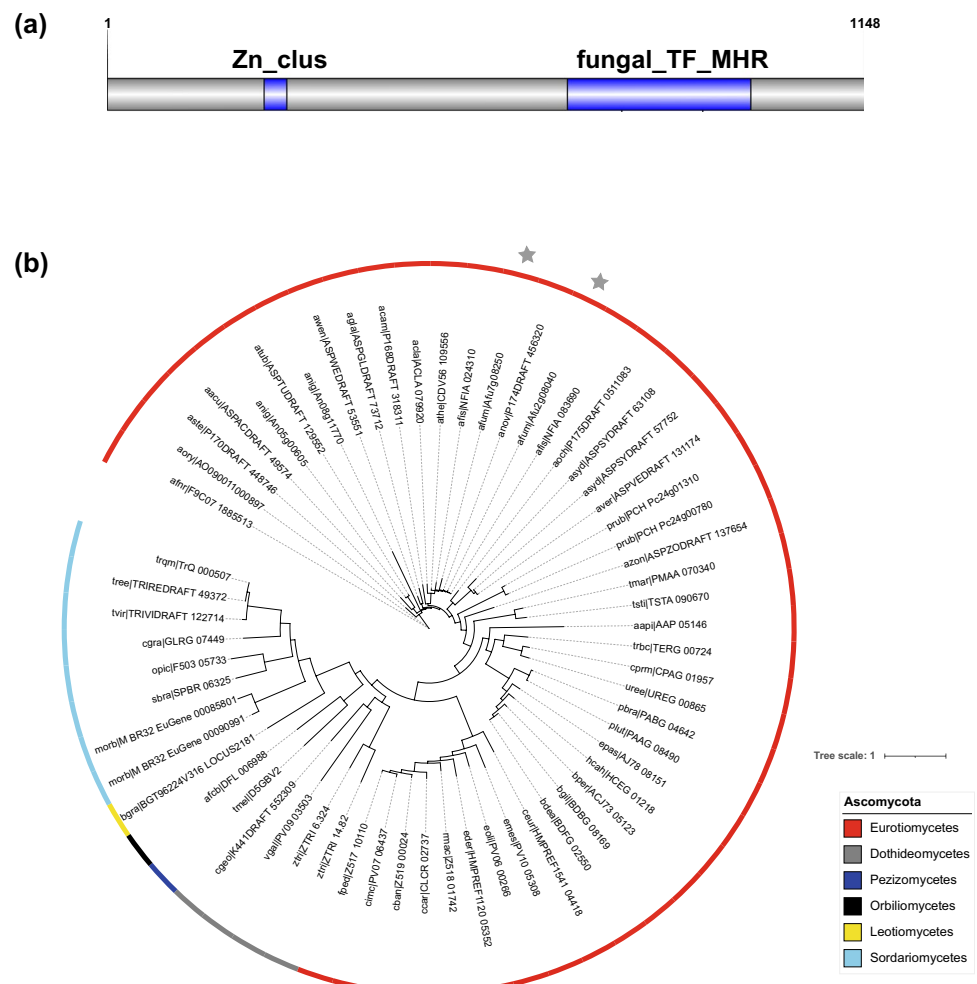 (a)
1
1148
Zn_clus
fungal_TF_MHR
(b)
afnr|F9C07 1885513
aory|AO090011000897
aste|P170DRAFT 448746
aacu|ASPACDRAFT 49574
anig|An05g00605
atub|ASPTUDRAFT 129552
anig|An08g11770
awen|ASPWEDRAFT 53551
agla|ASPGLDRAFT 73712
acam|P168DRAFT 318311
acla|ACLA 079920
athe|CDV56 109556
afis|NFIA 024310
afum|Afu7g08250
anov|P174DRAFT 456320
afum|Afu2g08040
afis|NFIA 083690
aoch|P175DRAFT 0511083
asyd|ASPSYDRAFT 63108
asyd|ASPSYDRAFT 57752
aver|ASPVEDRAFT 131174
prub|PCH Pc24g01310
prub|PCH Pc24g00780
azon|ASPZODRAFT 137654
tmar|PMAA 070340
tsti|TSTA 090670
aapi|AAP 05146
trbc|TERG 00724
cprm|CPAG 01957
uree|UREG 00865
pbra|PABG 04642
plut|PAAG 08490
epas|AJ78 08151
hcah|HCEG 01218
bper|ACJ73 05123
bgil|BDBG 08169
bdea|BDFG 02550
ceur|HMPREF1541 04418
emes|PV10 05308
eoli|PV06 00286
eder|HMPREF1120 05352
rmac|Z518 01742
ccar|CLCR 02737
cban|Z519 00024
cimc|PV07 06437
fped|Z517 10110
ztri|ZTRI 14.82
ztri|ZTRI 6.324
vgal|PV09 03503
cgeo|K441DRAFT 552309
tmel|D5GBV2
afcb|DFL 006988
bgra|BGT96224V316 LOCUS2181
morb|M BR32 EuGene 00090991
morb|M BR32 EuGene 00085801
sbra|SPBR 06325
opic|F503 05733
cgra|GLRG 07449
tvir|TRIVIDRAFT 122714
tree|TRIREDRAFT 49372
trqm|TrQ 000507
Tree scale: 1
Ascomycota
Eurotiomycetes
Dothideomycetes
Pezizomycetes
Orbiliomycetes
Leotiomycetes
Sordariomycetes